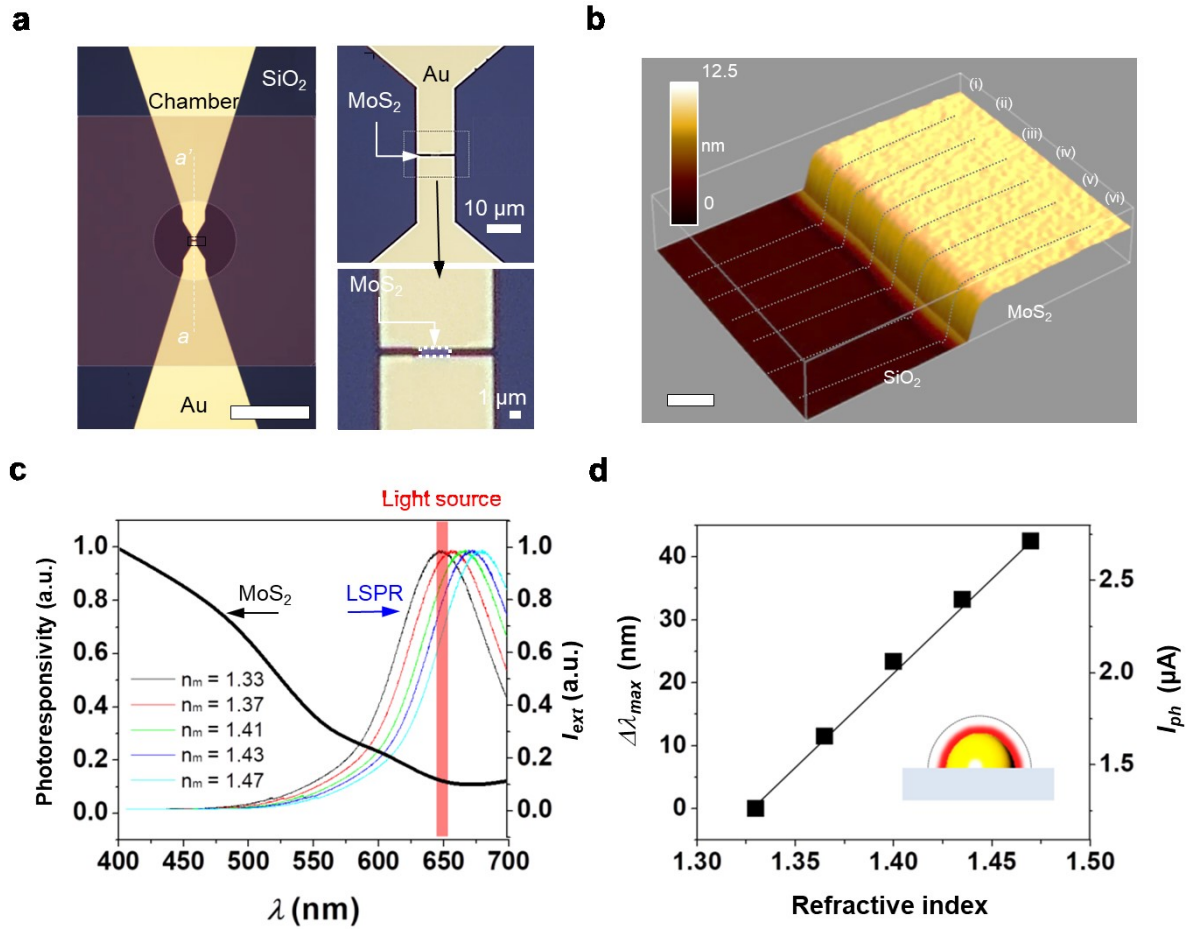 a
SiO₂
Chamber
a'
a
Au
Au
MoS₂
10 µm
MoS₂
1 µm
b
12.5
nm
0
(i)
(ii)
(iii)
(iv)
(v)
(vi)
MoS₂
SiO₂
c
Light source
1.0
0.8
0.6
0.4
0.2
0.0
Photoresponsivity (a.u.)
MoS₂
LSPR
nₘ = 1.33
nₘ = 1.37
nₘ = 1.41
nₘ = 1.43
nₘ = 1.47
1.0
0.8
0.6
0.4
0.2
0.0
I_ext (a.u.)
400 450 500 550 600 650 700
λ (nm)
d
40
30
20
10
0
Δλ_max (nm)
2.5
2.0
1.5
I_ph (µA)
1.30 1.35 1.40 1.45 1.50
Refractive index